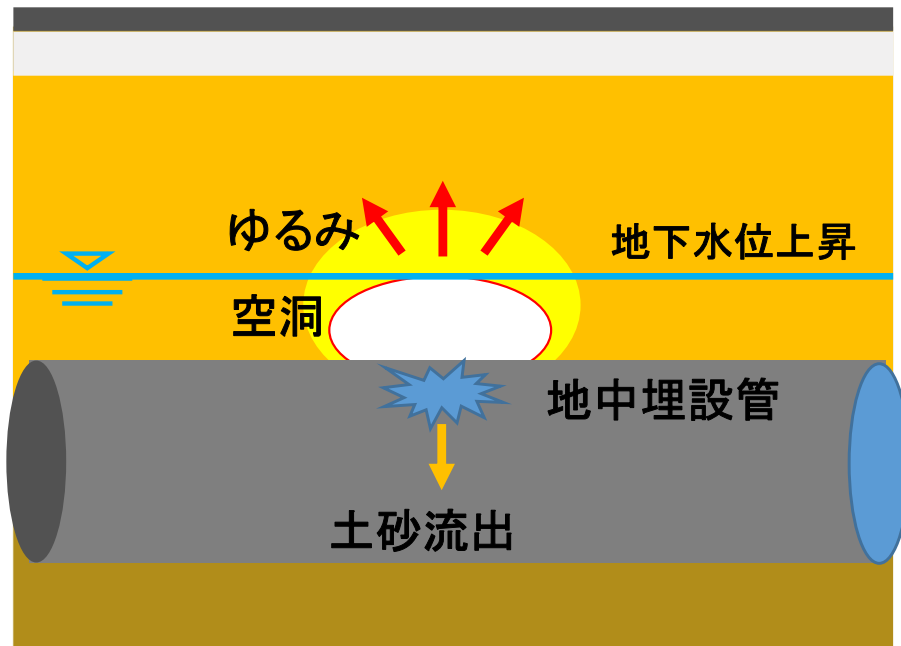 ゆるみ
地下水位上昇
空洞
地中埋設管
土砂流出